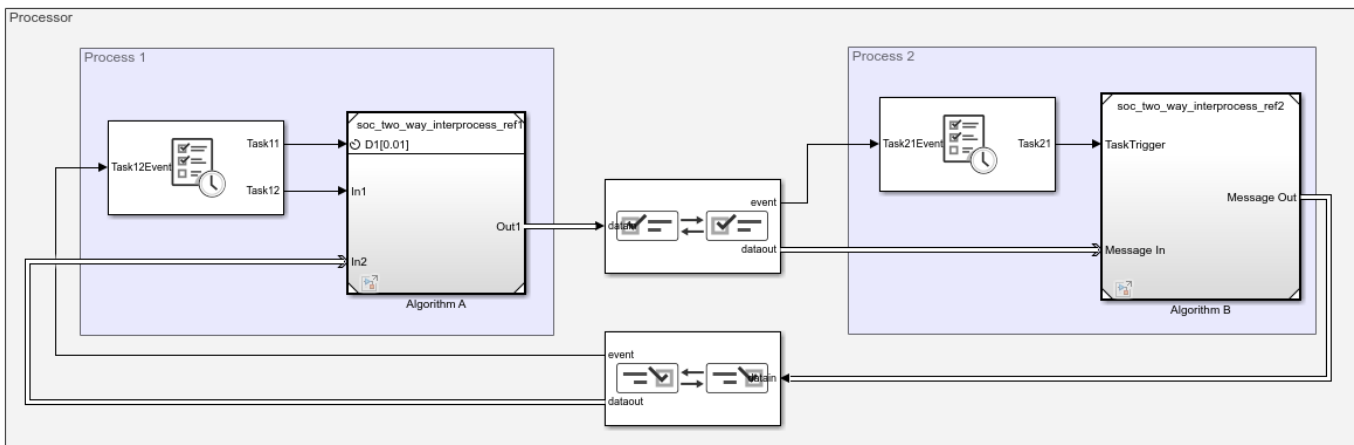 Processor
Process 1
Task12Event
Task11
Task12
soc_two_way_interprocess_ref1
D1[0.01]
In1
Out1
In2
Algorithm A
datain
event
dataout
Process 2
Task21Event
Task21
soc_two_way_interprocess_ref2
TaskTrigger
Message Out
Message In
Algorithm B
event
datain
dataout